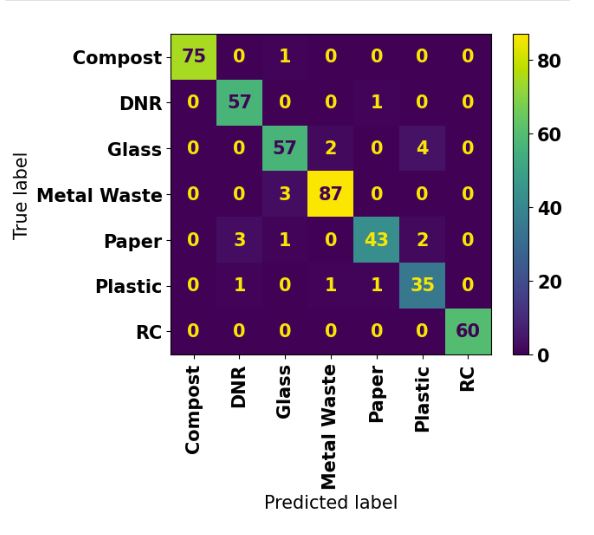 Compost 75 0 1 0 0 0 0
DNR 0 57 0 0 1 0 0
Glass 0 0 57 2 0 4 0
Metal Waste 0 0 3 87 0 0 0
Paper 0 3 1 0 43 2 0
Plastic 0 1 0 1 1 35 0
RC 0 0 0 0 0 0 60
True label
Compost
DNR
Glass
Metal Waste
Paper
Plastic
RC
Predicted label
80
60
40
20
0